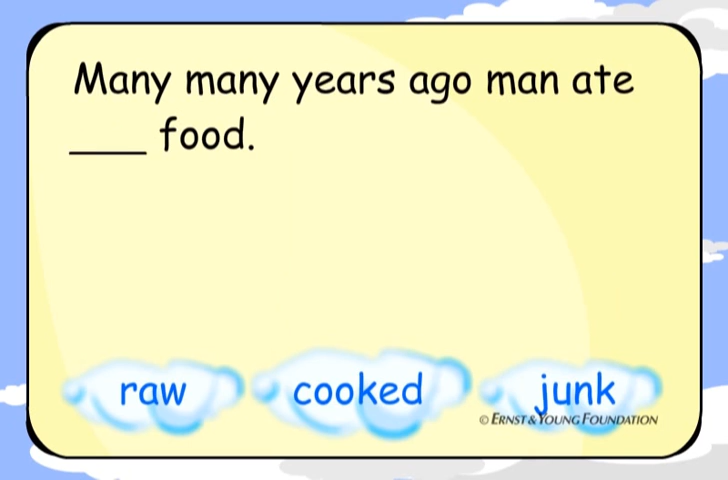 Many many years ago man ate
____ food.
raw cooked junk
© ERNST & YOUNG FOUNDATION